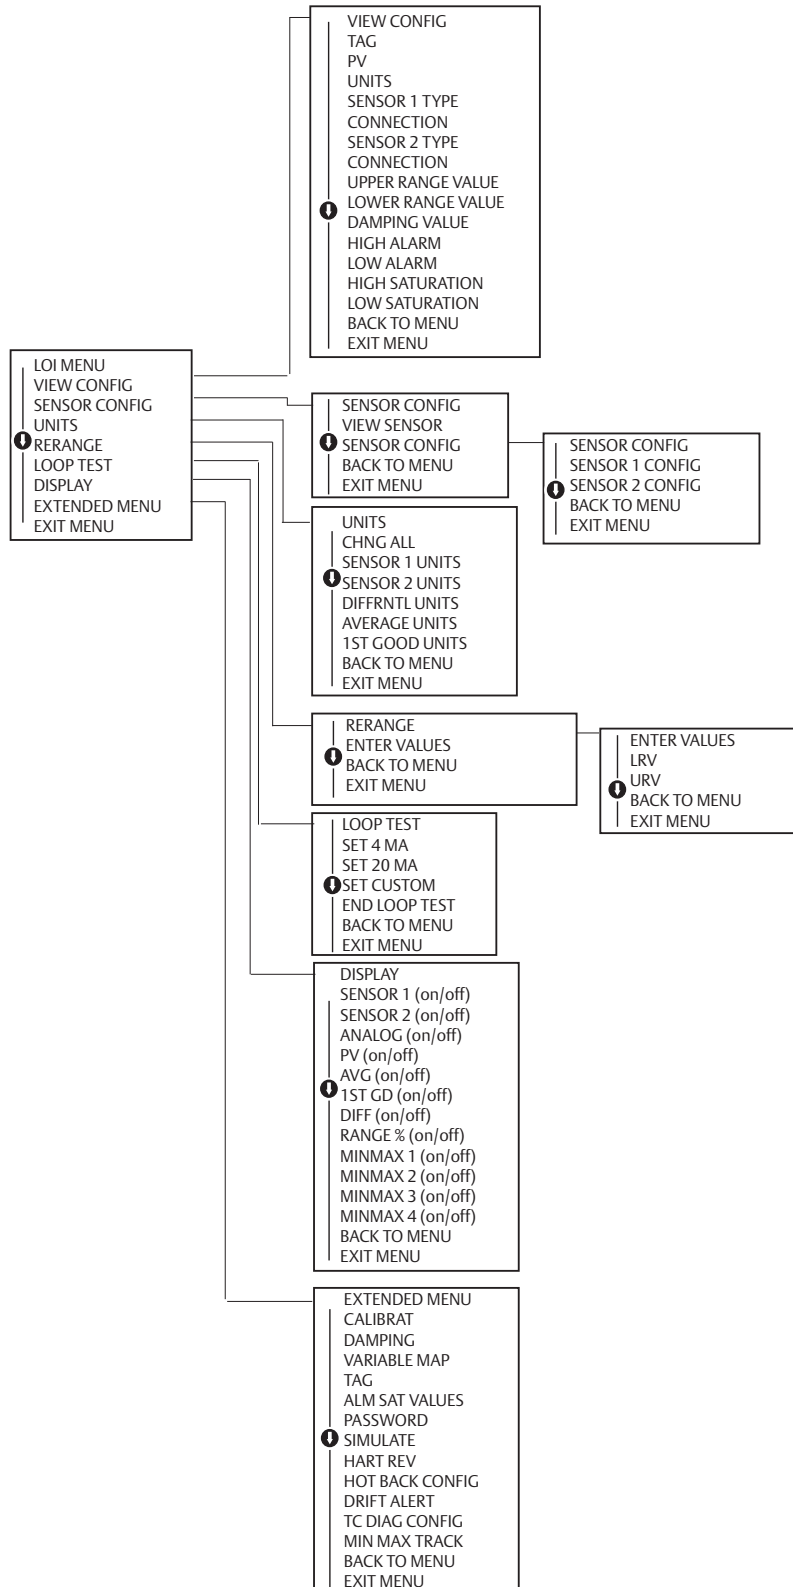 VIEW CONFIG
TAG
PV
UNITS
SENSOR 1 TYPE
CONNECTION
SENSOR 2 TYPE
CONNECTION
UPPER RANGE VALUE
LOWER RANGE VALUE
DAMPING VALUE
HIGH ALARM
LOW ALARM
HIGH SATURATION
LOW SATURATION
BACK TO MENU
EXIT MENU
LOI MENU
VIEW CONFIG
SENSOR CONFIG
UNITS
RERANGE
LOOP TEST
DISPLAY
EXTENDED MENU
EXIT MENU
SENSOR CONFIG
VIEW SENSOR
SENSOR CONFIG
BACK TO MENU
EXIT MENU
SENSOR CONFIG
SENSOR 1 CONFIG
SENSOR 2 CONFIG
BACK TO MENU
EXIT MENU
UNITS
CHNG ALL
SENSOR 1 UNITS
SENSOR 2 UNITS
DIFFRNTL UNITS
AVERAGE UNITS
1ST GOOD UNITS
BACK TO MENU
EXIT MENU
RERANGE
ENTER VALUES
BACK TO MENU
EXIT MENU
ENTER VALUES
LRV
URV
BACK TO MENU
EXIT MENU
LOOP TEST
SET 4 MA
SET 20 MA
SET CUSTOM
END LOOP TEST
BACK TO MENU
EXIT MENU
DISPLAY
SENSOR 1 (on/off)
SENSOR 2 (on/off)
ANALOG (on/off)
PV (on/off)
AVG (on/off)
1ST GD (on/off)
DIFF (on/off)
RANGE % (on/off)
MINMAX 1 (on/off)
MINMAX 2 (on/off)
MINMAX 3 (on/off)
MINMAX 4 (on/off)
BACK TO MENU
EXIT MENU
EXTENDED MENU
CALIBRAT
DAMPING
VARIABLE MAP
TAG
ALM SAT VALUES
PASSWORD
SIMULATE
HART REV
HOT BACK CONFIG
DRIFT ALERT
TC DIAG CONFIG
MIN MAX TRACK
BACK TO MENU
EXIT MENU